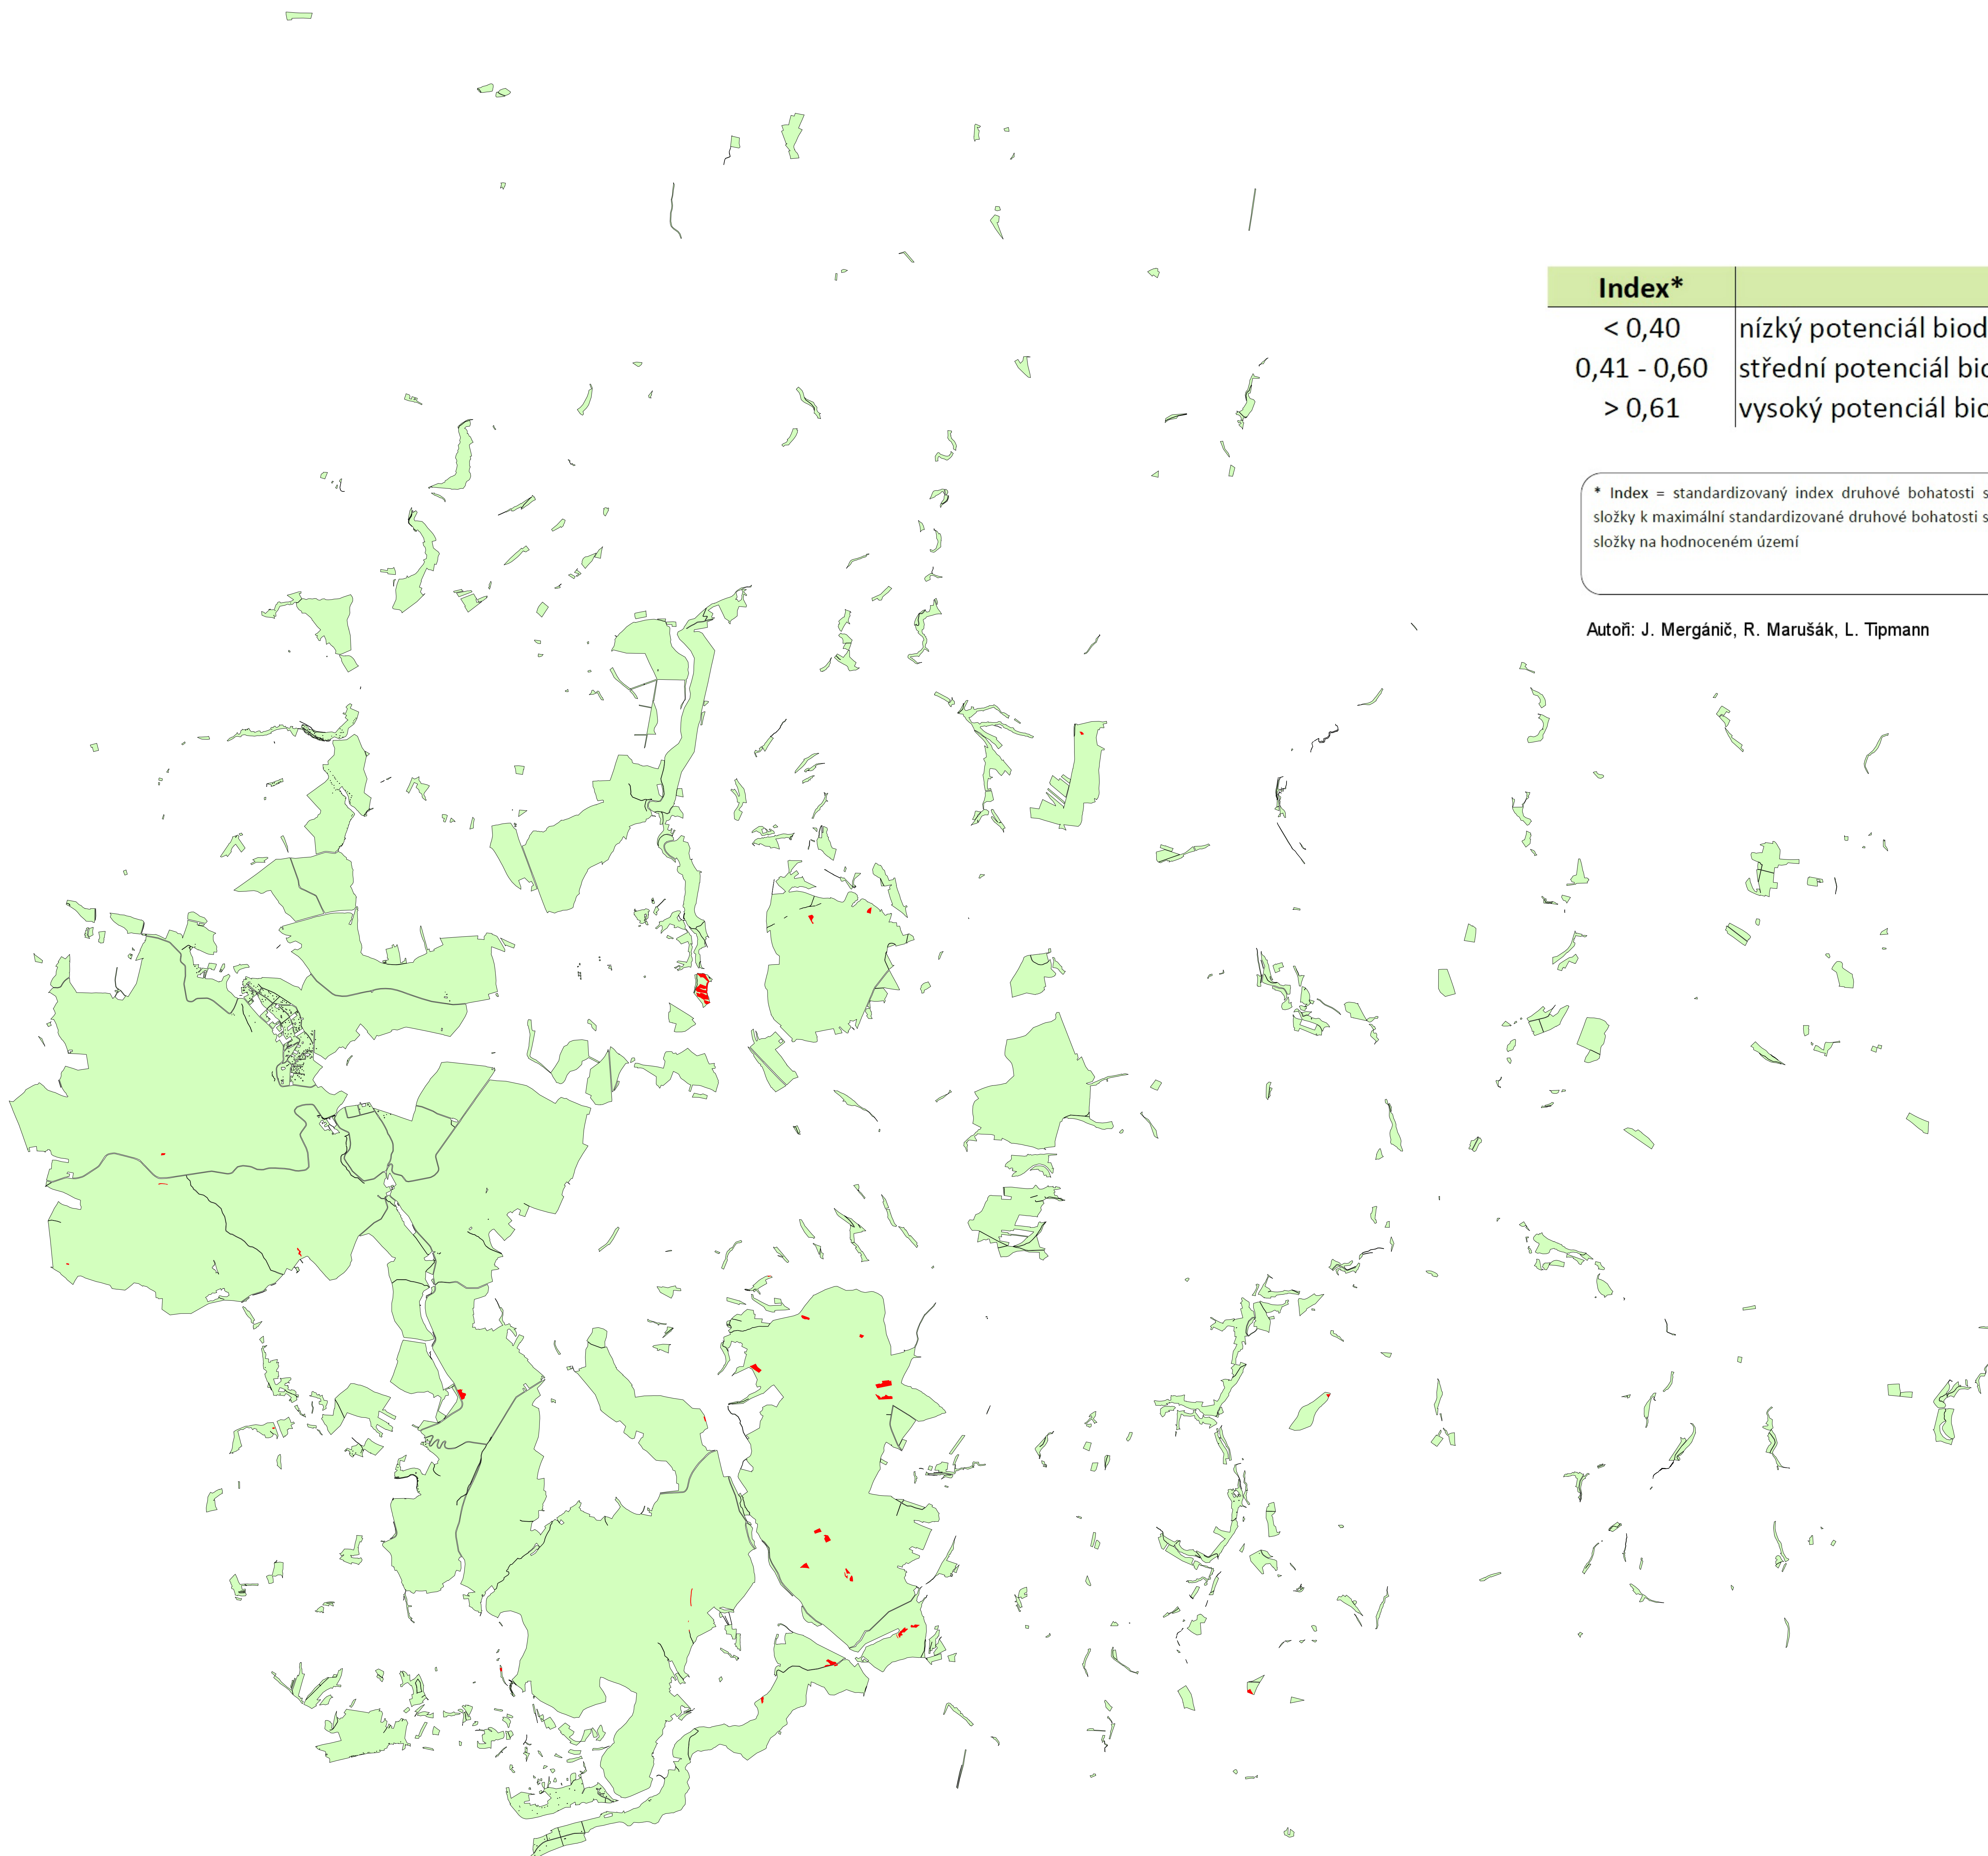 Index*
< 0,40 nízký potenciál biod
0,41 - 0,60 střední potenciál bio
> 0,61 vysoký potenciál bio
* Index = standardizovaný index druhové bohatosti s
složky k maximální standardizované druhové bohatosti s
složky na hodnoceném území
Autoři: J. Mergánič, R. Marušák, L. Tipmann